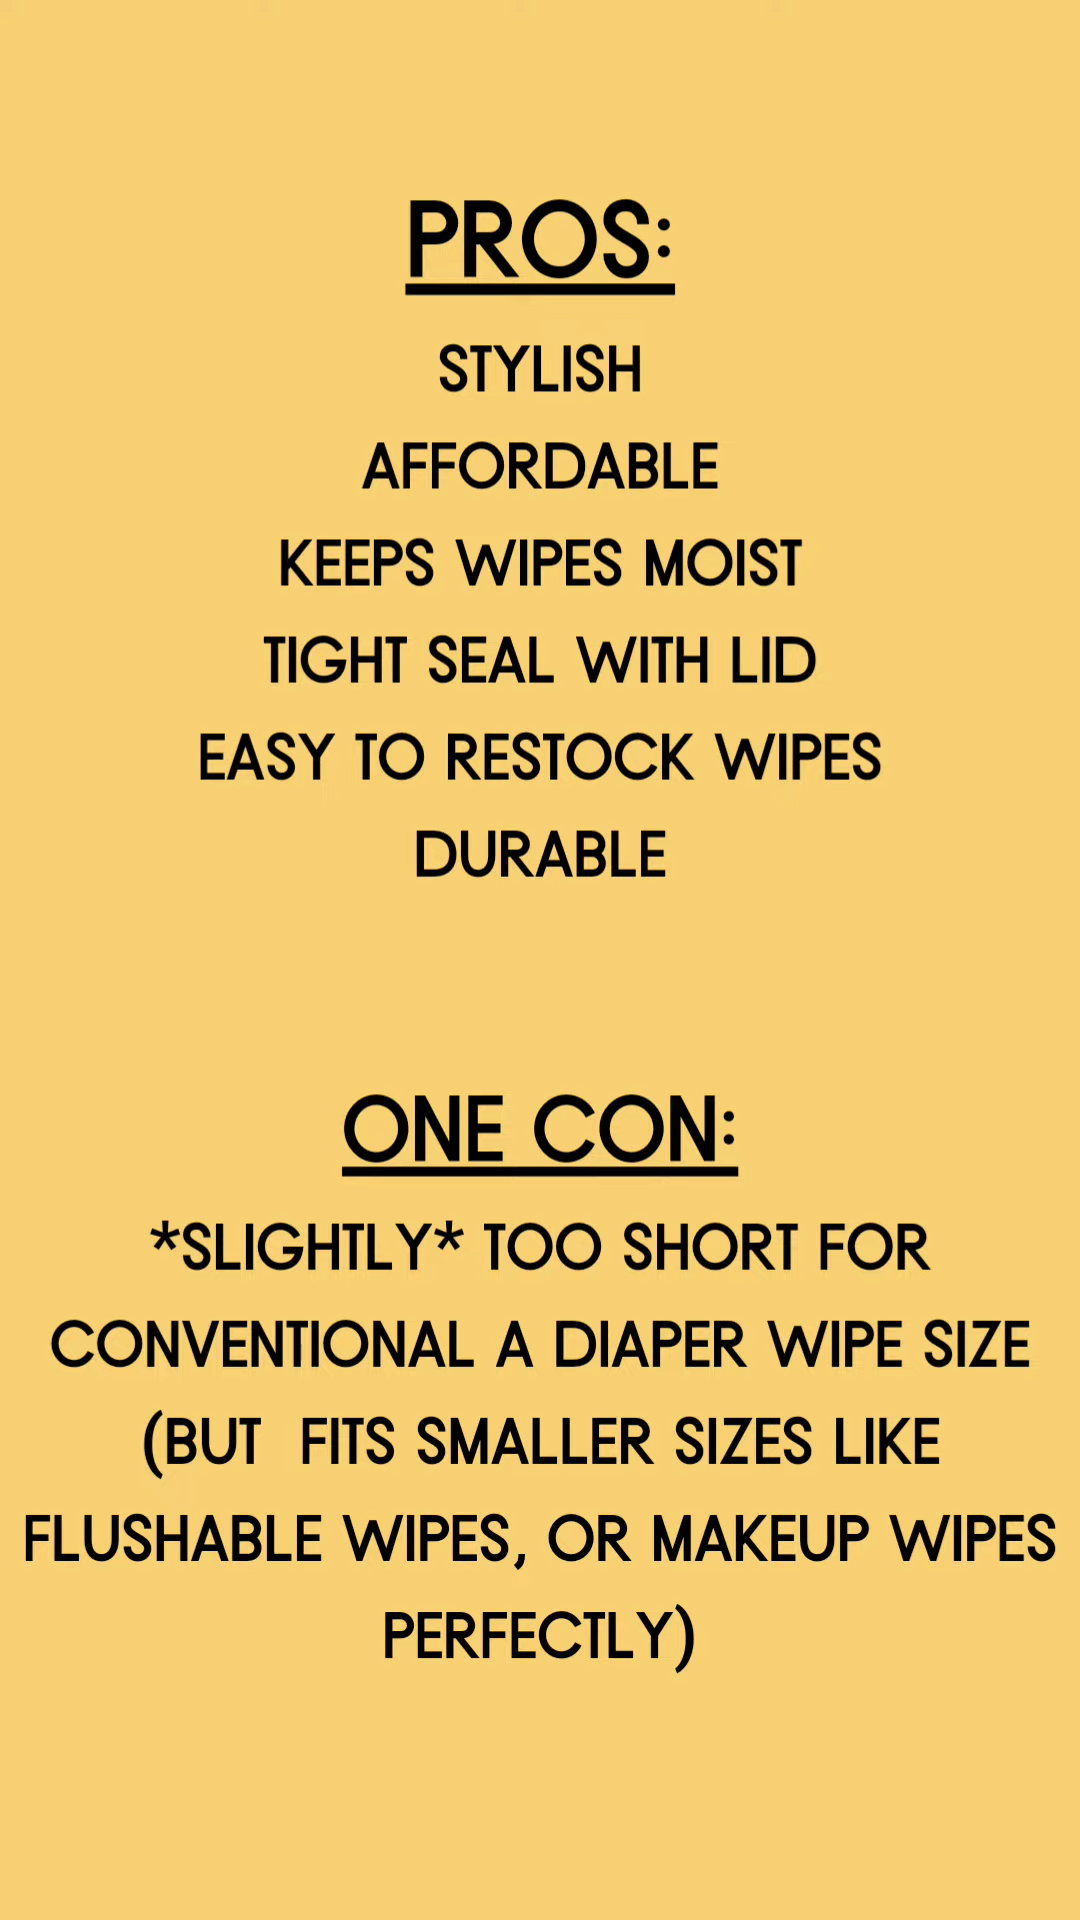 PROS:
STYLISH
AFFORDABLE
KEEPS WIPES MOIST
TIGHT SEAL WITH LID
EASY TO RESTOCK WIPES
DURABLE
ONE CON:
*SLIGHTLY* TOO SHORT FOR
CONVENTIONAL A DIAPER WIPE SIZE
(BUT  FITS SMALLER SIZES LIKE
FLUSHABLE WIPES, OR MAKEUP WIPES
PERFECTLY)